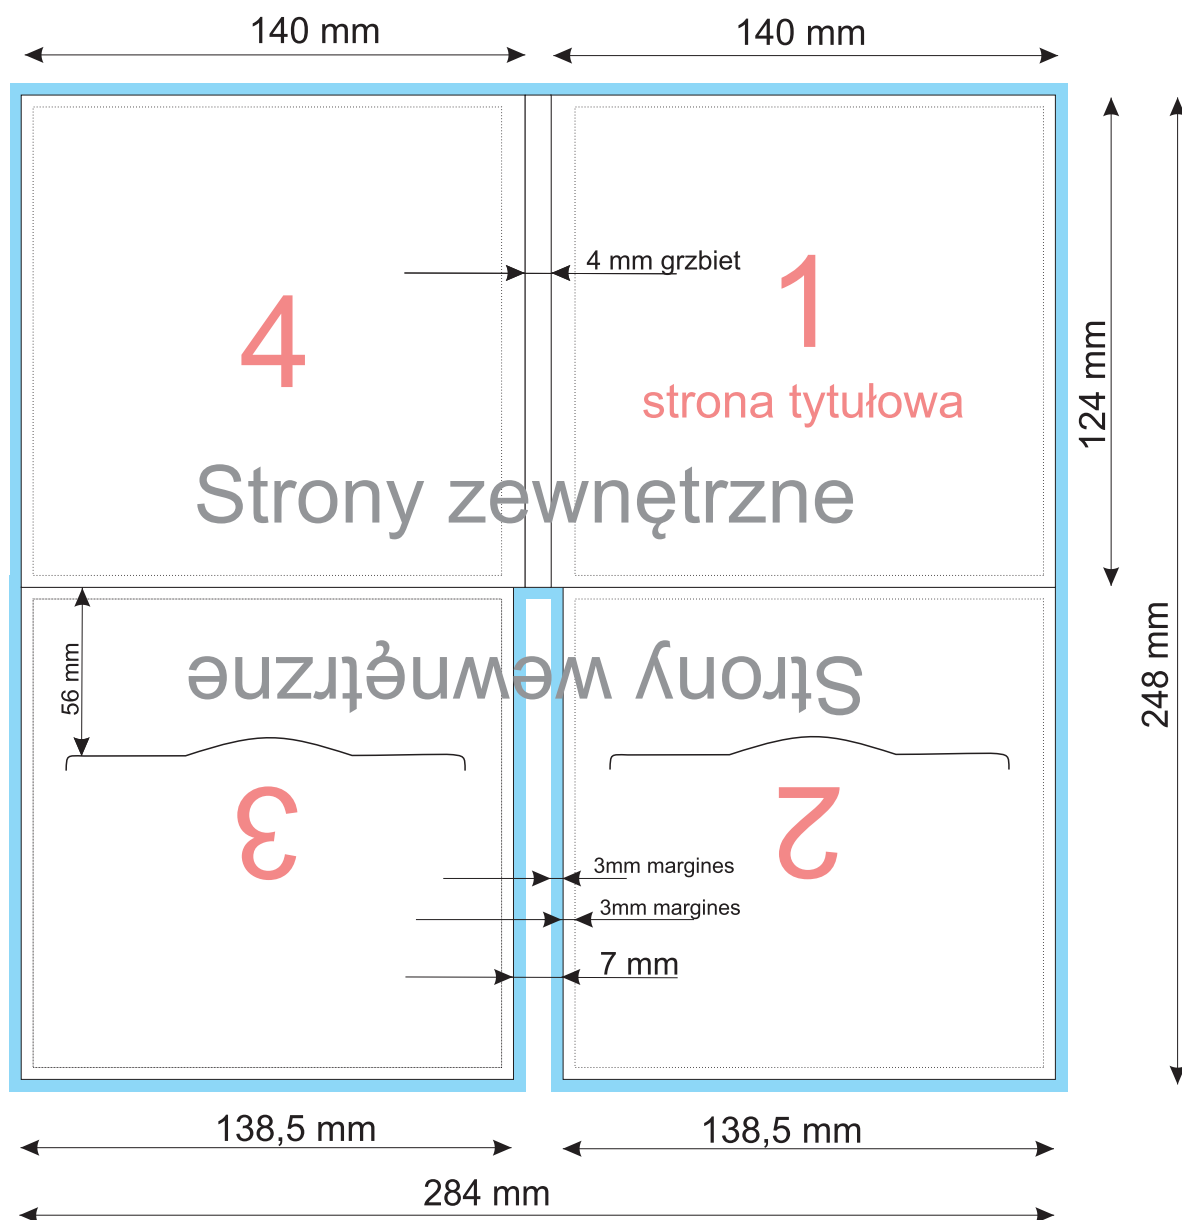 140 mm
140 mm
4 mm grzbiet
1
4
124 mm
strona tytułowa
Strony zewnętrzne
56 mm
Strony wewnętrzne
248 mm
3
2
3mm margines
3mm margines
7 mm
138,5 mm
138,5 mm
284 mm